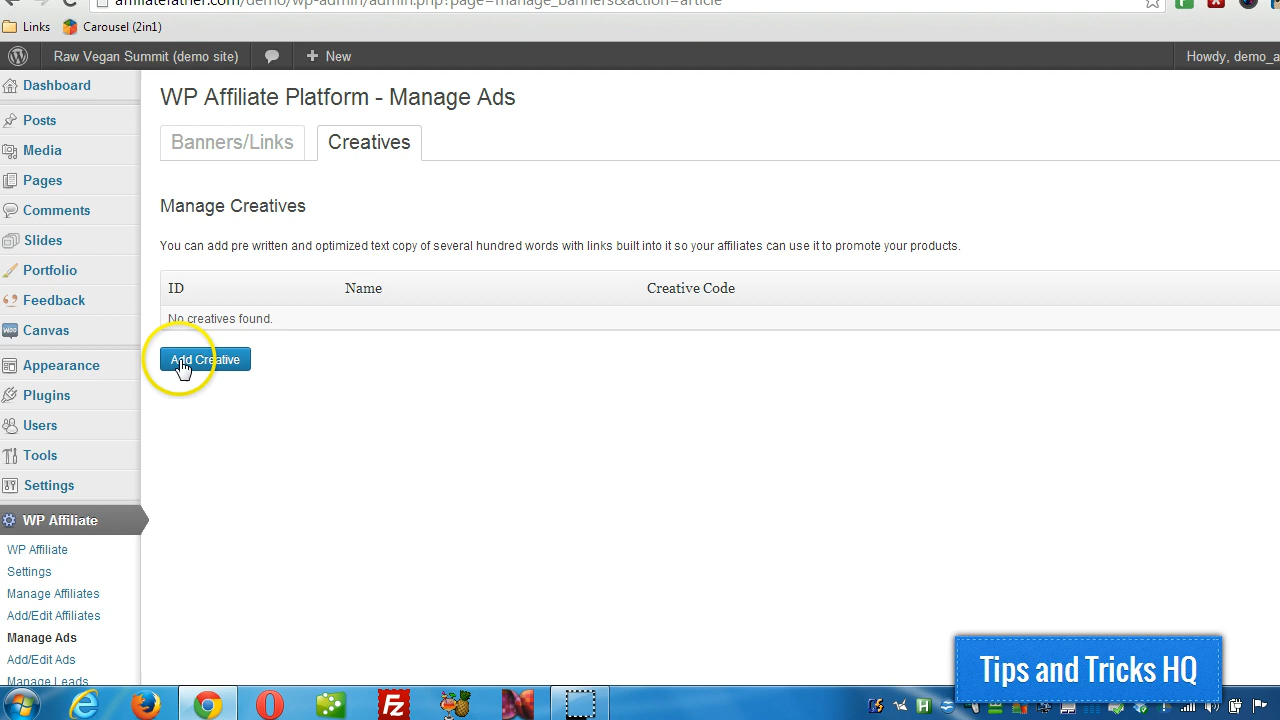 affiliatefather.com/demo/wp-admin/admin.php?page=manage_banners&action=article
Links
Carousel (2in1)
Raw Vegan Summit (demo site)
+ New
Howdy, demo_a
Dashboard
Posts
Media
Pages
Comments
Slides
Portfolio
Feedback
Canvas
Appearance
Plugins
Users
Tools
Settings
WP Affiliate
WP Affiliate
Settings
Manage Affiliates
Add/Edit Affiliates
Manage Ads
Add/Edit Ads
Manage Leads
WP Affiliate Platform - Manage Ads
Banners/Links
Creatives
Manage Creatives
You can add pre written and optimized text copy of several hundred words with links built into it so your affiliates can use it to promote your products.
ID Name Creative Code
No creatives found.
Add Creative
Tips and Tricks HQ